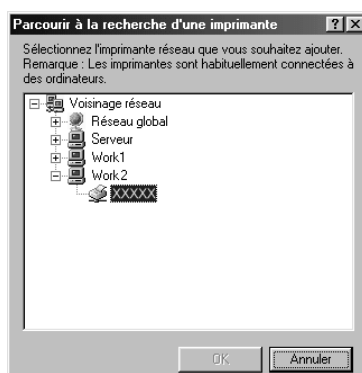 Parcourir à la recherche d'une imprimante
Sélectionnez l'imprimante réseau que vous souhaitez ajouter.
Remarque : Les imprimantes sont habituellement connectées à
des ordinateurs.
Voisinage réseau
Réseau global
Serveur
Work1
Work2
XXXXX
OK
Annuler